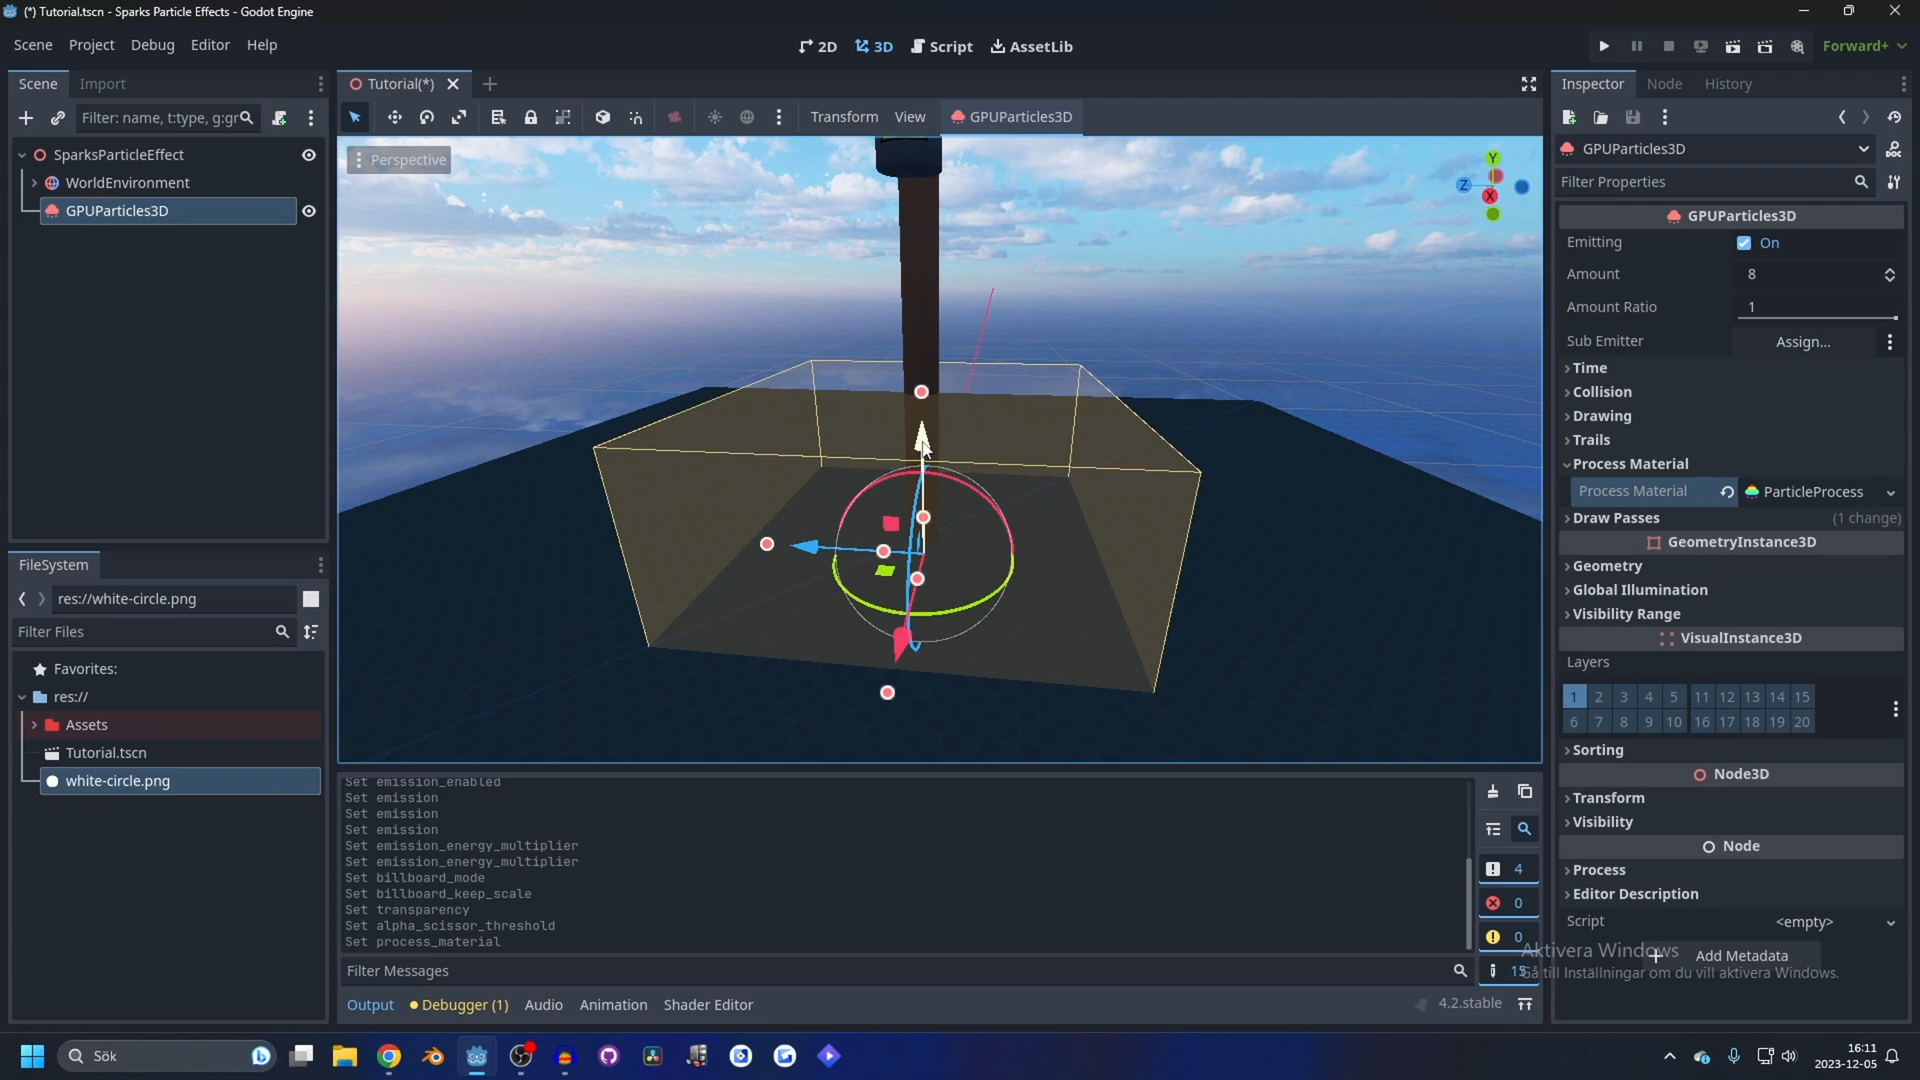 (*) Tutorial.tscn - Sparks Particle Effects - Godot Engine
Scene Project Debug Editor Help
2D 3D Script AssetLib
Forward+
Scene Import
Tutorial(*)
Inspector Node History
Filter: name, t:type, g:gr
Transform View GPUParticles3D
SparksParticleEffect
WorldEnvironment
GPUParticles3D
Perspective
Y
Z
X
GPUParticles3D
Filter Properties
GPUParticles3D
Emitting On
Amount 8
Amount Ratio 1
Sub Emitter Assign...
Time
Collision
Drawing
Trails
Process Material
Process Material ParticleProcess
Draw Passes (1 change)
GeometryInstance3D
Geometry
Global Illumination
Visibility Range
VisualInstance3D
Layers
1 2 3 4 5 11 12 13 14 15
6 7 8 9 10 16 17 18 19 20
Sorting
Node3D
Transform
Visibility
Node
Process
Editor Description
Script <empty>
Add Metadata
Aktivera Windows
Gå till Inställningar om du vill aktivera Windows.
FileSystem
res://white-circle.png
Filter Files
Favorites:
res://
Assets
Tutorial.tscn
white-circle.png
Set emission_enabled
Set emission
Set emission
Set emission
Set emission_energy_multiplier
Set emission_energy_multiplier
Set billboard_mode
Set billboard_keep_scale
Set transparency
Set alpha_scissor_threshold
Set process_material
4
0
0
Filter Messages
Output Debugger (1) Audio Animation Shader Editor
4.2.stable
Sök
16:11
2023-12-05